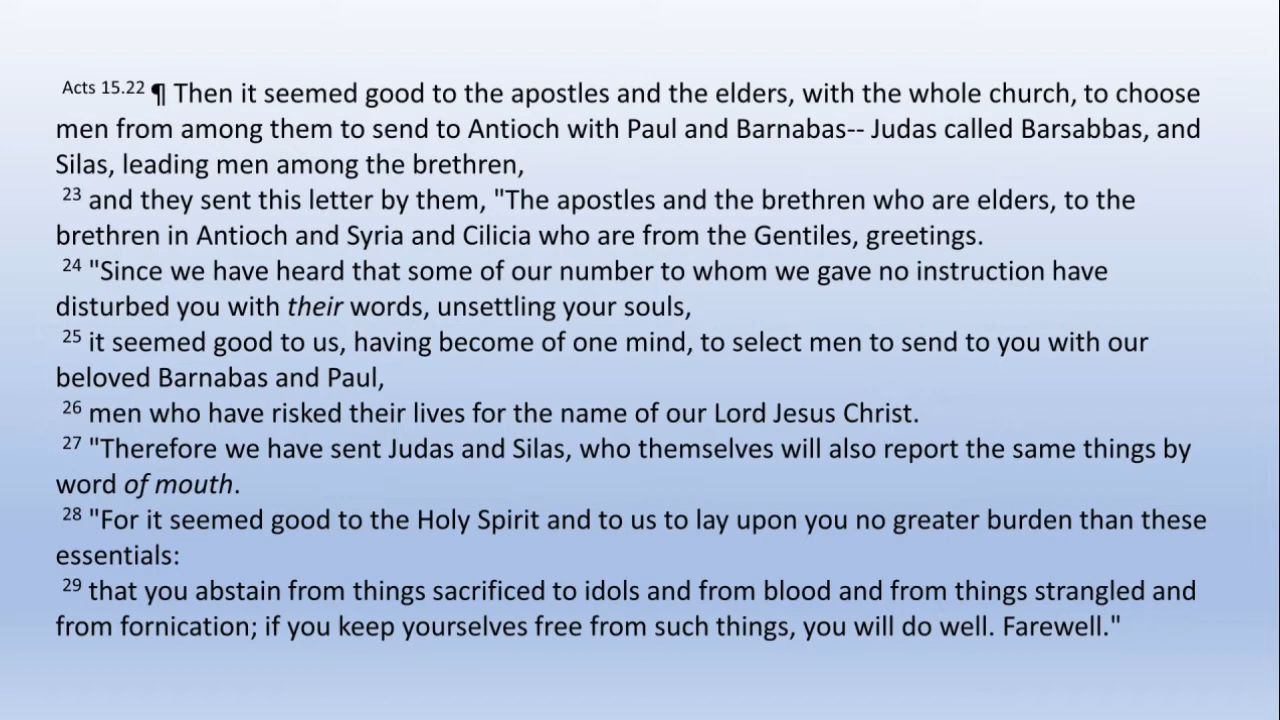 Acts 15.22 ¶ Then it seemed good to the apostles and the elders, with the whole church, to choose
men from among them to send to Antioch with Paul and Barnabas-- Judas called Barsabbas, and
Silas, leading men among the brethren,
23 and they sent this letter by them, "The apostles and the brethren who are elders, to the
brethren in Antioch and Syria and Cilicia who are from the Gentiles, greetings.
24 "Since we have heard that some of our number to whom we gave no instruction have
disturbed you with their words, unsettling your souls,
25 it seemed good to us, having become of one mind, to select men to send to you with our
beloved Barnabas and Paul,
26 men who have risked their lives for the name of our Lord Jesus Christ.
27 "Therefore we have sent Judas and Silas, who themselves will also report the same things by
word of mouth.
28 "For it seemed good to the Holy Spirit and to us to lay upon you no greater burden than these
essentials:
29 that you abstain from things sacrificed to idols and from blood and from things strangled and
from fornication; if you keep yourselves free from such things, you will do well. Farewell."